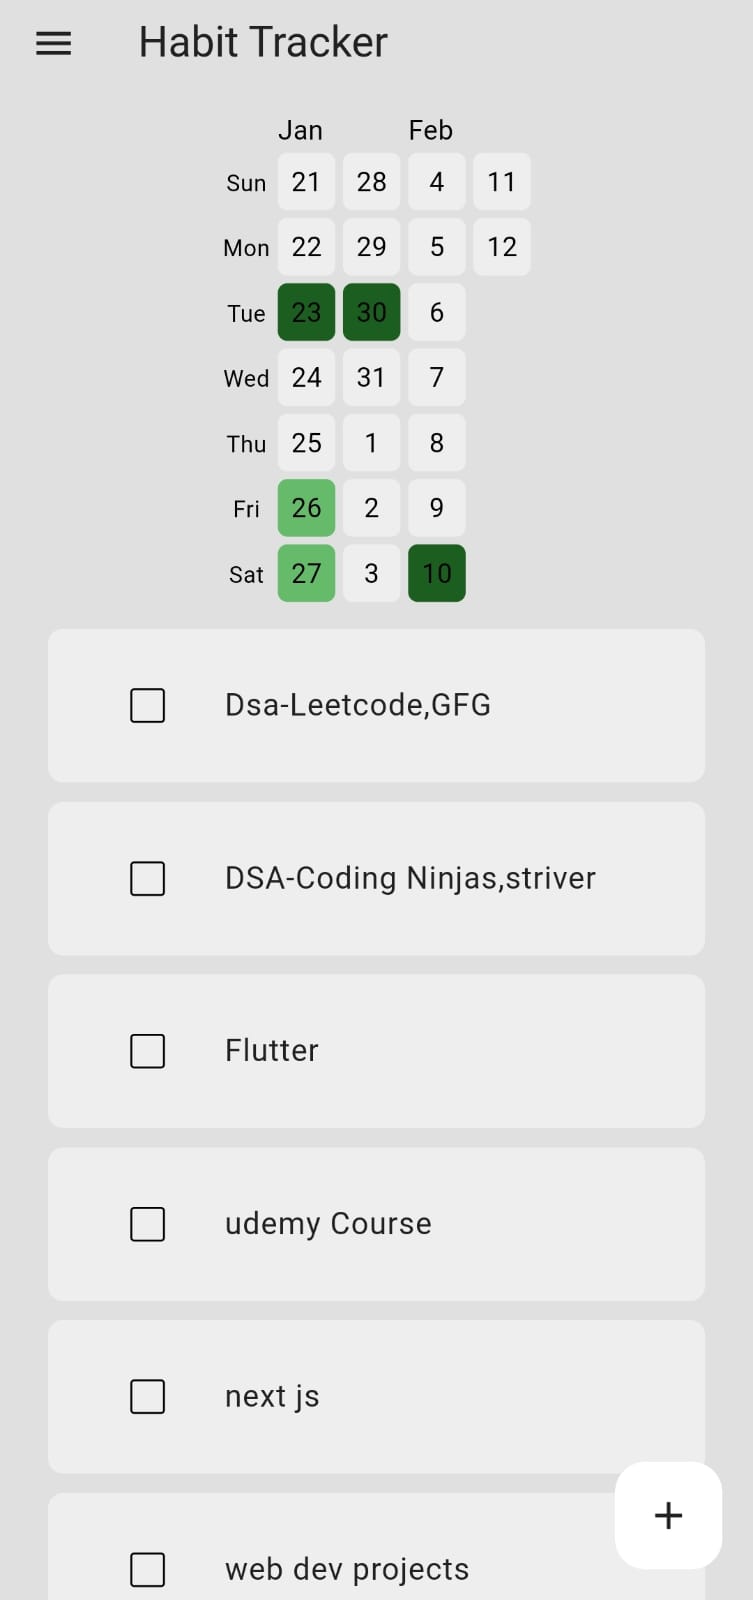 Habit Tracker
Jan Feb
Sun 21 28 4 11
Mon 22 29 5 12
Tue 23 30 6
Wed 24 31 7
Thu 25 1 8
Fri 26 2 9
Sat 27 3 10
Dsa-Leetcode,GFG
DSA-Coding Ninjas,striver
Flutter
udemy Course
next js
web dev projects